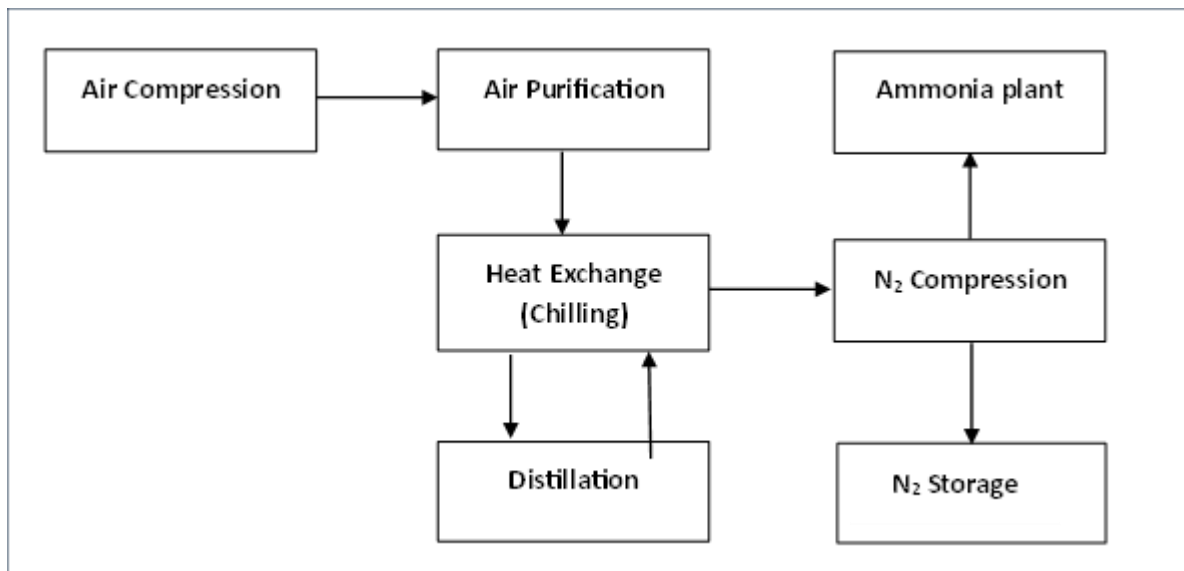 Air Compression
Air Purification
Ammonia plant
Heat Exchange
(Chilling)
N₂ Compression
Distillation
N₂ Storage